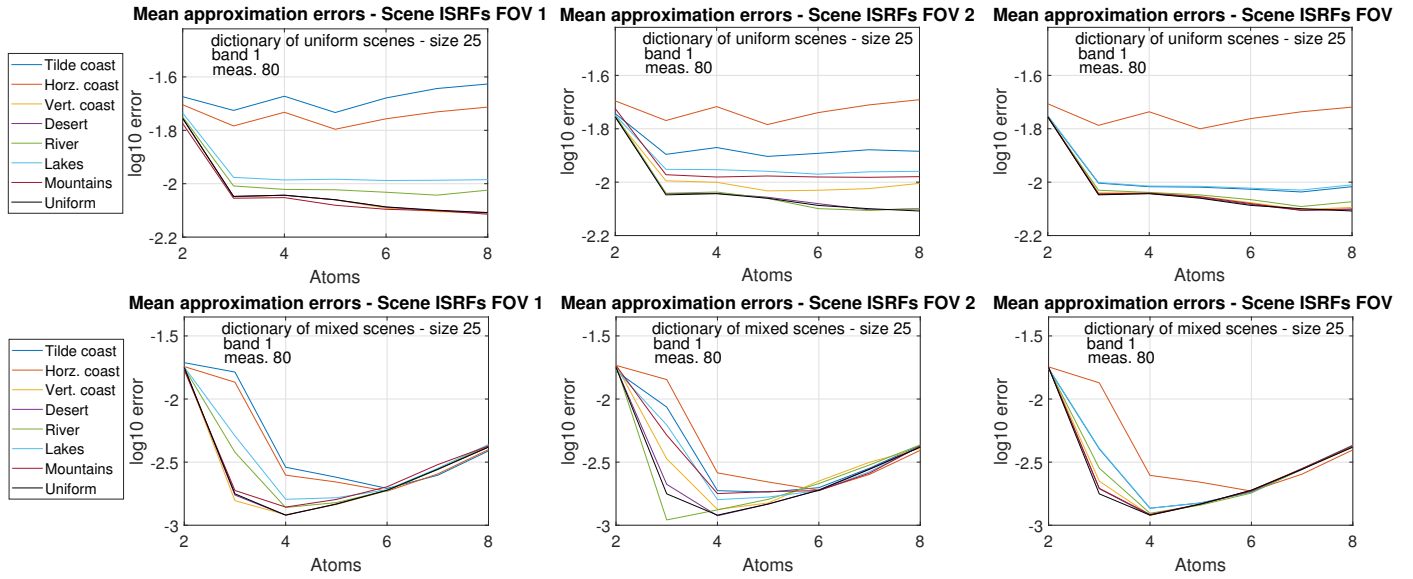 Mean approximation errors - Scene ISRFs FOV 1
dictionary of uniform scenes - size 25
band 1
meas. 80
Tilde coast
Horz. coast
Vert. coast
Desert
River
Lakes
Mountains
Uniform
log10 error
-1.6
-1.8
-2
-2.2
2
4
6
8
Atoms
Mean approximation errors - Scene ISRFs FOV 2
dictionary of uniform scenes - size 25
band 1
meas. 80
log10 error
-1.6
-1.8
-2
-2.2
2
4
6
8
Atoms
Mean approximation errors - Scene ISRFs FOV
dictionary of uniform scenes - size 25
band 1
meas. 80
log10 error
-1.6
-1.8
-2
-2.2
2
4
6
8
Atoms
Mean approximation errors - Scene ISRFs FOV 1
dictionary of mixed scenes - size 25
band 1
meas. 80
Tilde coast
Horz. coast
Vert. coast
Desert
River
Lakes
Mountains
Uniform
log10 error
-1.5
-2
-2.5
-3
2
4
6
8
Atoms
Mean approximation errors - Scene ISRFs FOV 2
dictionary of mixed scenes - size 25
band 1
meas. 80
log10 error
-1.5
-2
-2.5
-3
2
4
6
8
Atoms
Mean approximation errors - Scene ISRFs FOV
dictionary of mixed scenes - size 25
band 1
meas. 80
log10 error
-1.5
-2
-2.5
-3
2
4
6
8
Atoms